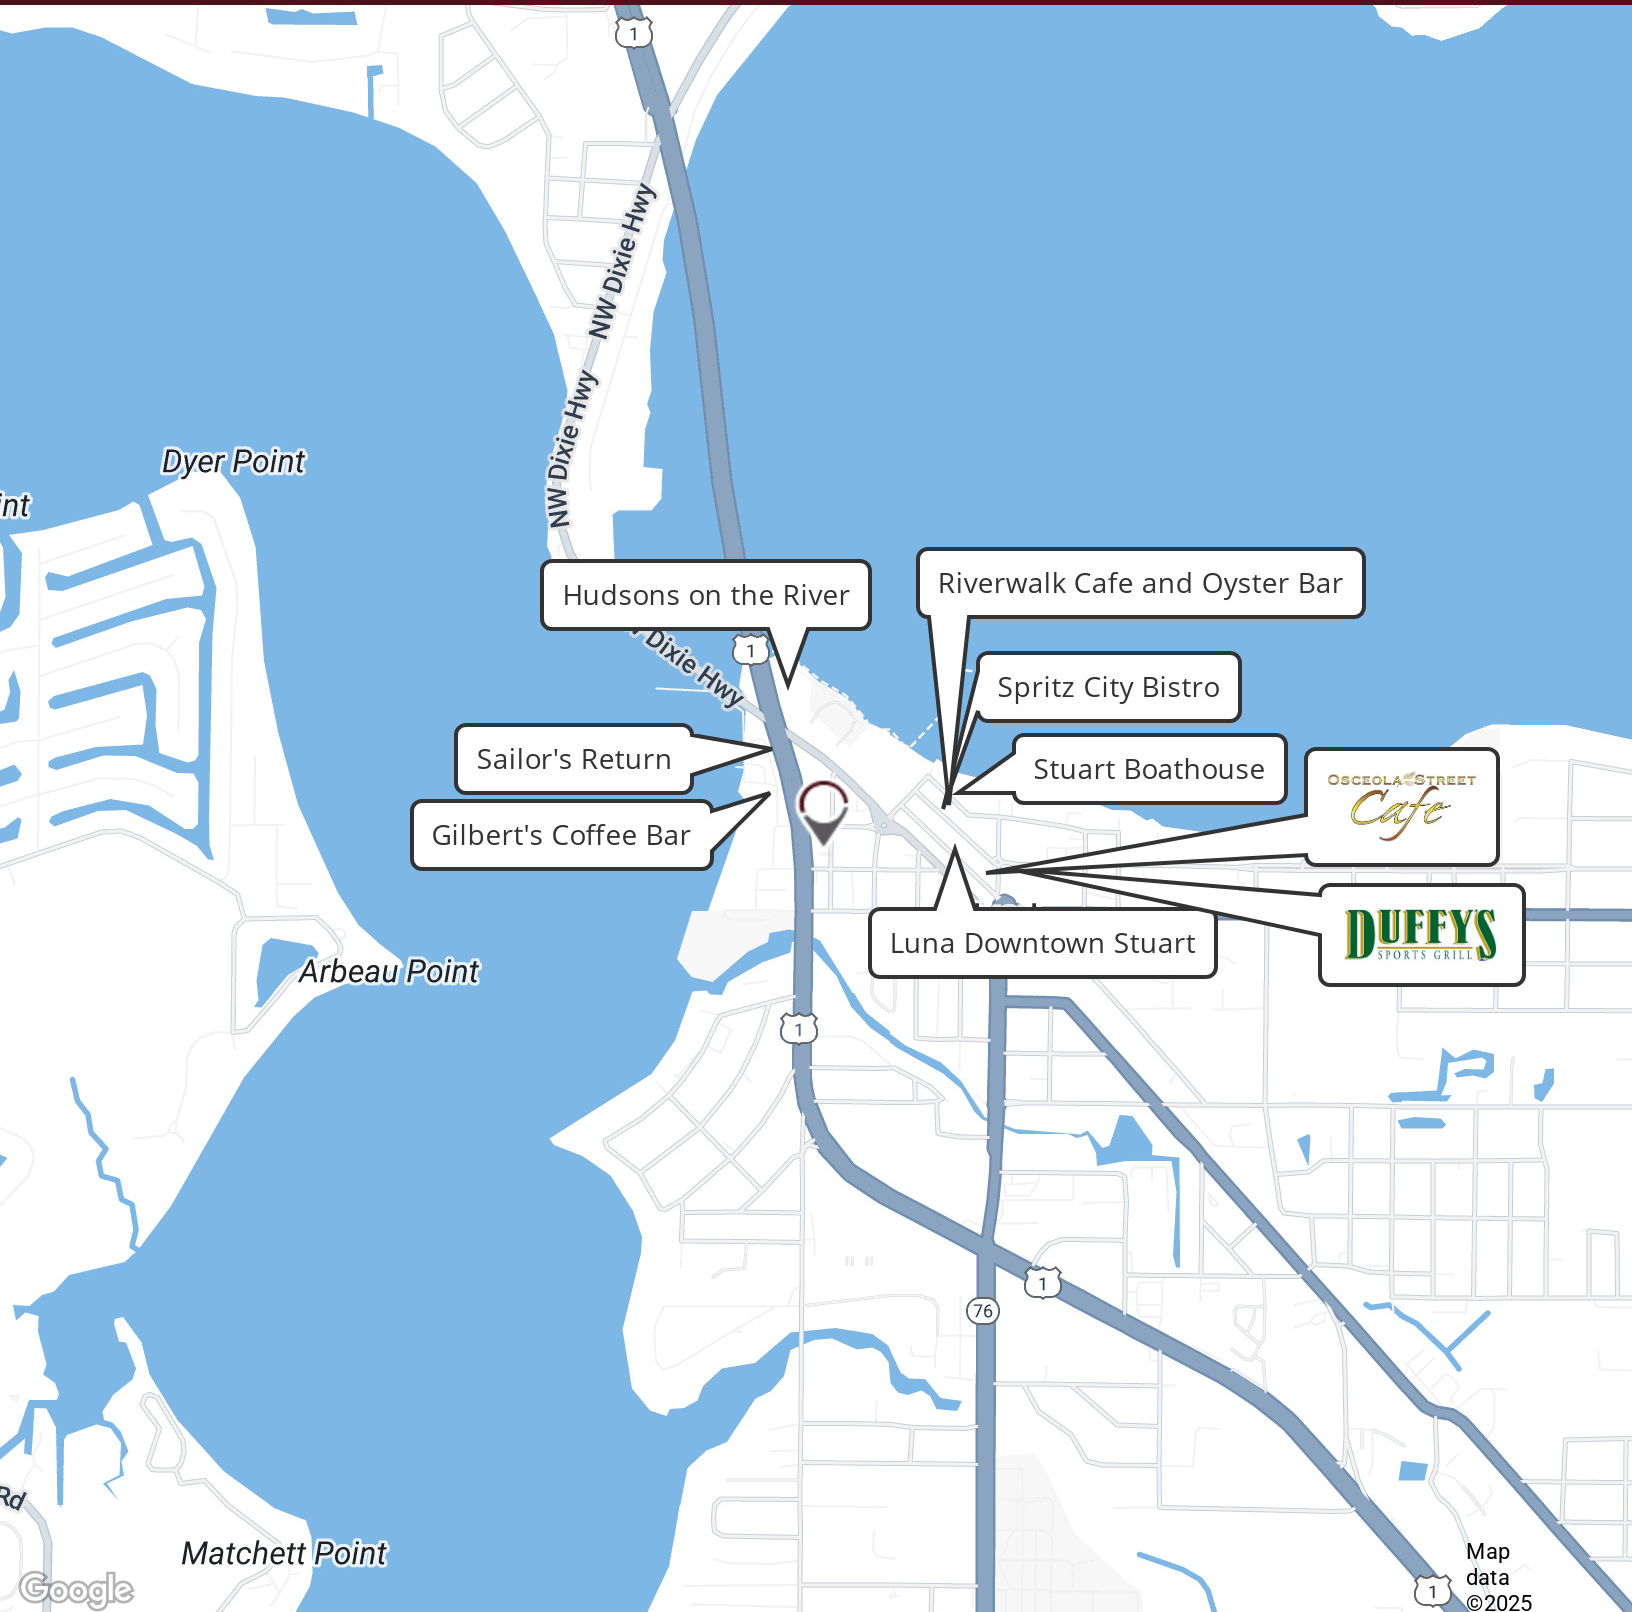 1
NW Dixie Hwy
NW Dixie Hwy
Dyer Point
int
Hudsons on the River
Riverwalk Cafe and Oyster Bar
Dixie Hwy
1
Spritz City Bistro
Sailor's Return
Stuart Boathouse
OSCEOLA STREET
Cafe
Gilbert's Coffee Bar
DUFFY'S
SPORTS GRILL
Luna Downtown Stuart
Arbeau Point
1
1
76
Rd
Matchett Point
Google
1
Map
data
©2025